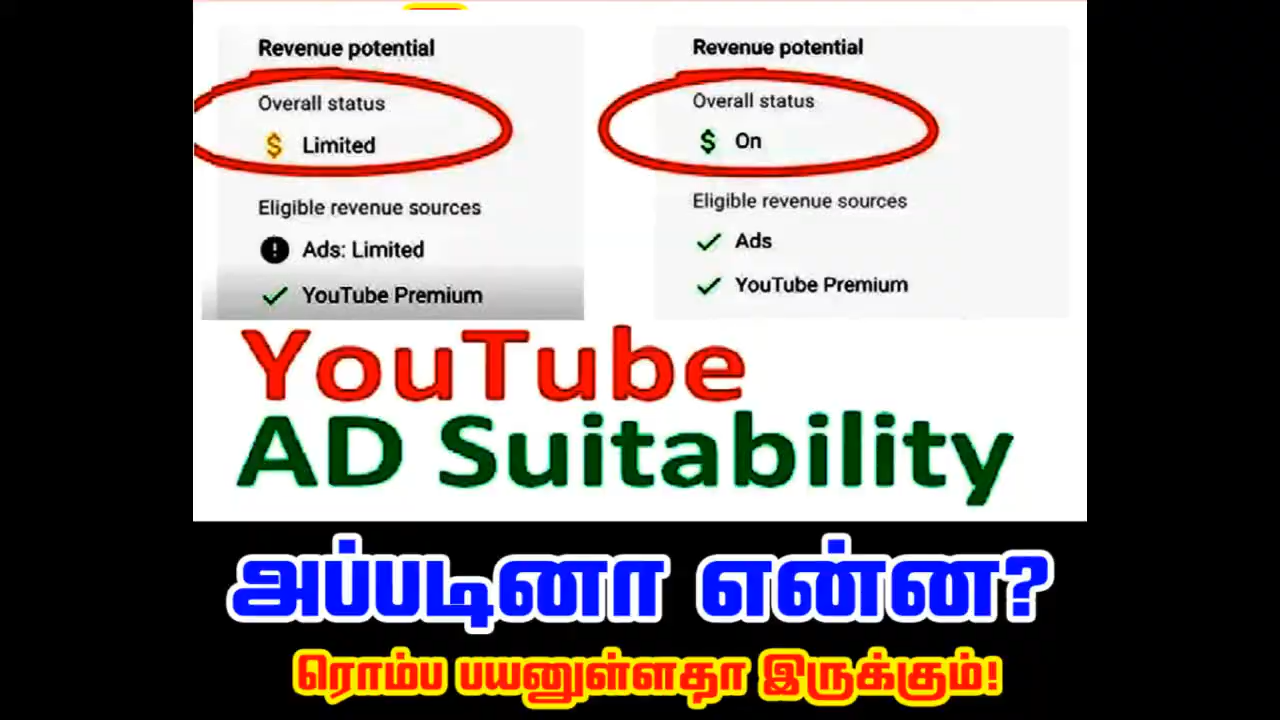 Revenue potential
Overall status
$ Limited
Eligible revenue sources
Ads: Limited
YouTube Premium
Revenue potential
Overall status
$ On
Eligible revenue sources
Ads
YouTube Premium
YouTube
AD Suitability
அப்படினா என்ன?
ரொம்ப பயனுள்ளதா இருக்கும்!